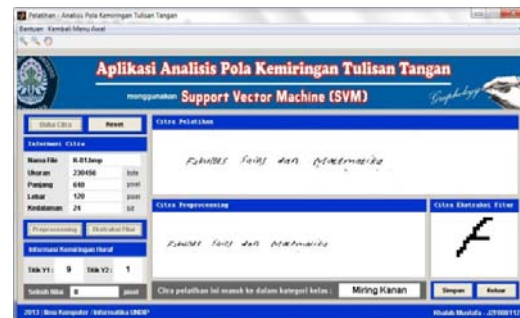 Pelatihan - Analisis Pola Kemiringan Tulisan Tangan
Bantuan Kembali Menu Awal
Aplikasi Analisis Pola Kemiringan Tulisan Tangan
menggunakan Support Vector Machine (SVM)
Graphology
Buka Citra Reset
Informasi Citra
Nama File K-01.bmp
Ukuran 230456 byte
Panjang 640 pixel
Lebar 120 pixel
Kedalaman 24 bit
Preprocessing Ekstraksi Fitur
Informasi Kemiringan Huruf
Titik Y1 : 9 Titik Y2 : 1
Selisih Nilai 8 pixel
Citra Pelatihan
Fakultas Sains dan Matematika
Citra Preprocessing
Fakultas Sains dan Matematika
Citra Ekstraksi Fitur
F
Citra pelatihan ini masuk ke dalam kategori kelas : Miring Kanan
Simpan Keluar
2013 | Ilmu Komputer / Informatika UNDIP